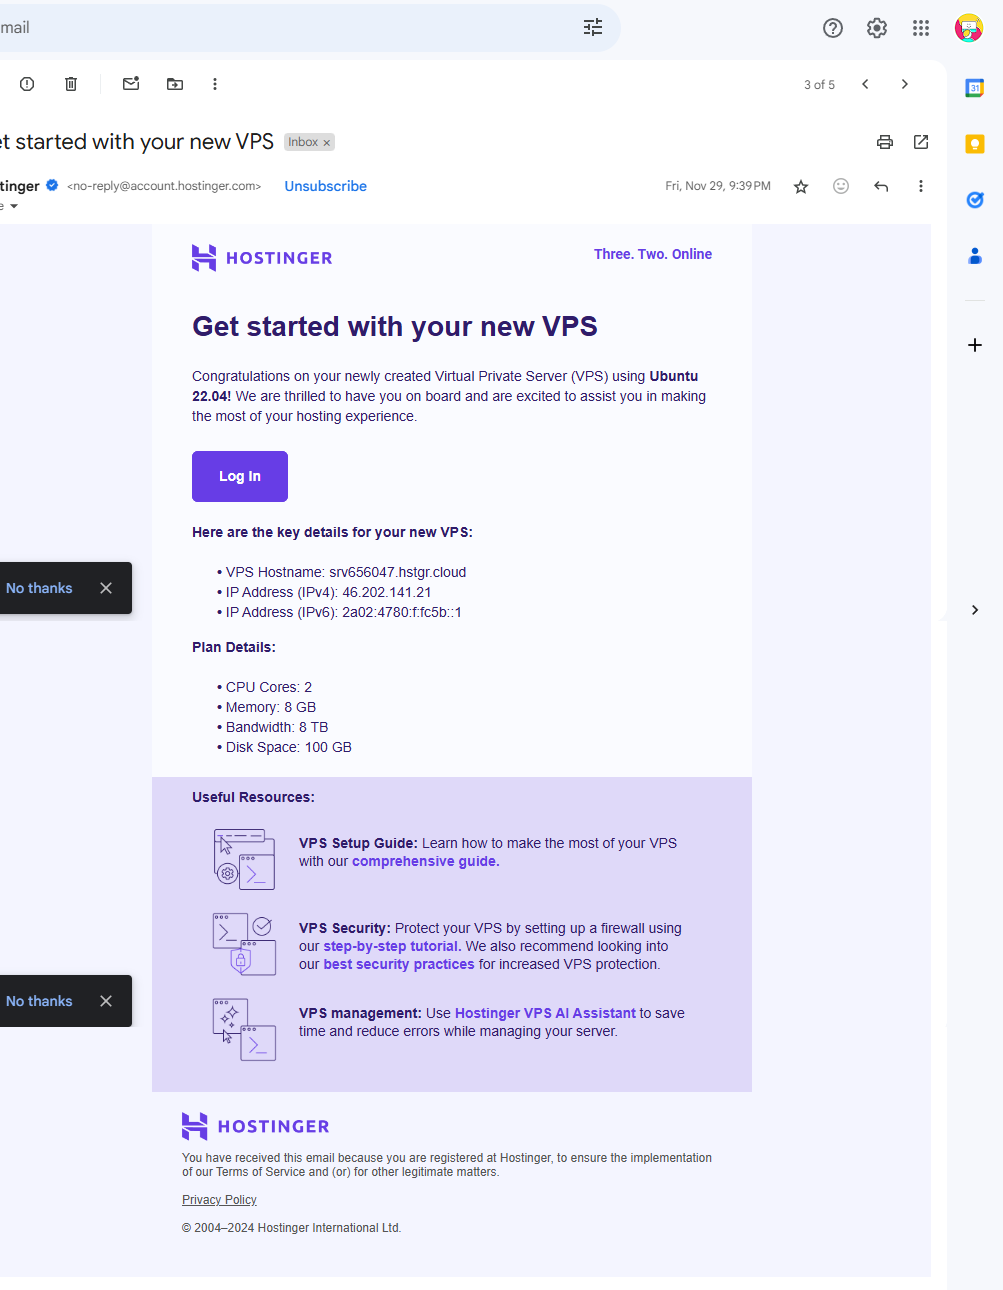 mail
3 of 5
et started with your new VPS
Inbox ×
tinger <no-reply@account.hostinger.com> Unsubscribe
Fri, Nov 29, 9:39 PM
e
31
HOSTINGER
Three. Two. Online
Get started with your new VPS
Congratulations on your newly created Virtual Private Server (VPS) using Ubuntu
22.04! We are thrilled to have you on board and are excited to assist you in making
the most of your hosting experience.
Log In
Here are the key details for your new VPS:
• VPS Hostname: srv656047.hstgr.cloud
• IP Address (IPv4): 46.202.141.21
• IP Address (IPv6): 2a02:4780:f:fc5b::1
No thanks
Plan Details:
• CPU Cores: 2
• Memory: 8 GB
• Bandwidth: 8 TB
• Disk Space: 100 GB
Useful Resources:
VPS Setup Guide: Learn how to make the most of your VPS
with our comprehensive guide.
VPS Security: Protect your VPS by setting up a firewall using
our step-by-step tutorial. We also recommend looking into
our best security practices for increased VPS protection.
No thanks
VPS management: Use Hostinger VPS AI Assistant to save
time and reduce errors while managing your server.
HOSTINGER
You have received this email because you are registered at Hostinger, to ensure the implementation
of our Terms of Service and (or) for other legitimate matters.
Privacy Policy
© 2004–2024 Hostinger International Ltd.